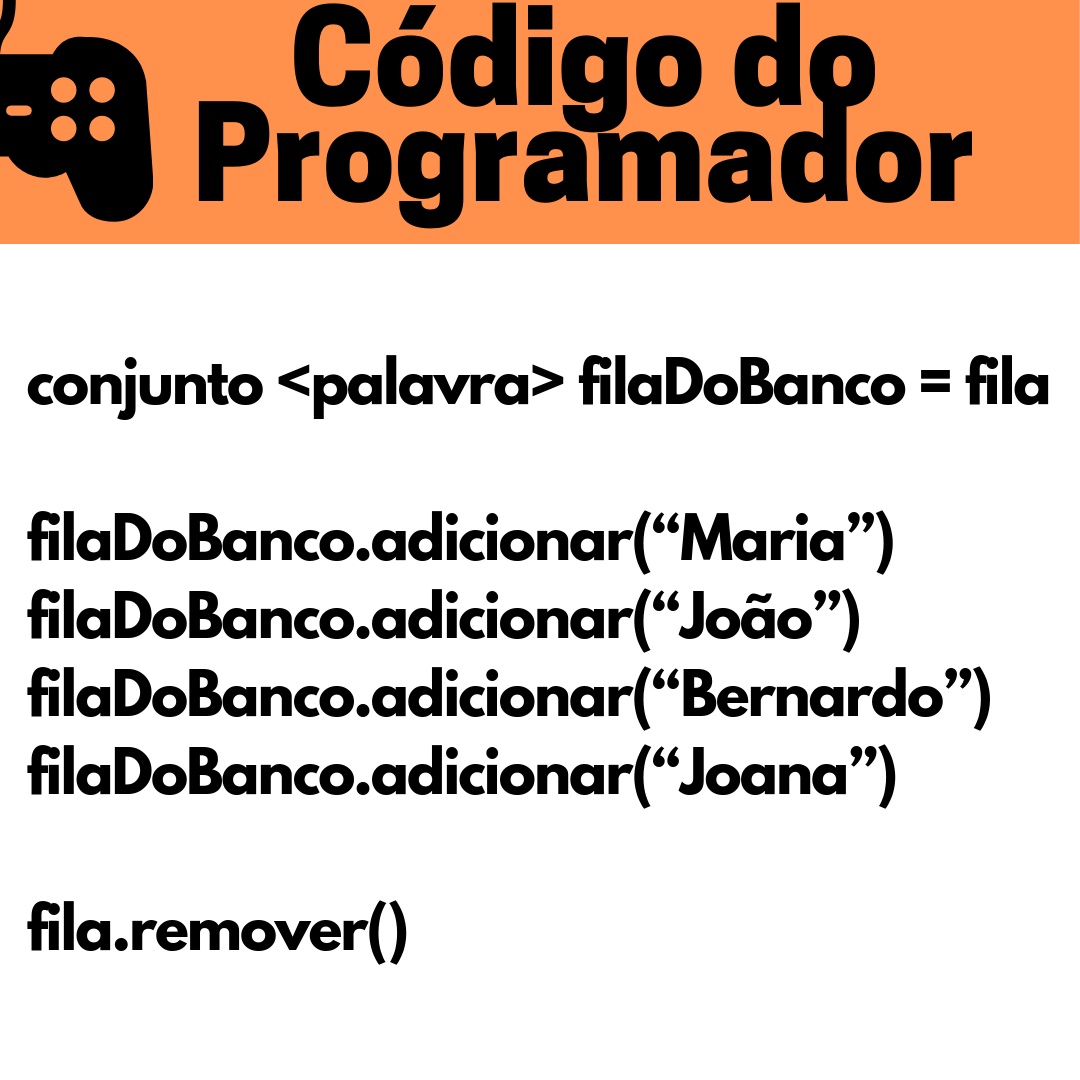 Código do
Programador
conjunto <palavra> filaDoBanco = fila
filaDoBanco.adicionar(“Maria”)
filaDoBanco.adicionar(“João”)
filaDoBanco.adicionar(“Bernardo”)
filaDoBanco.adicionar(“Joana”)
fila.remover()